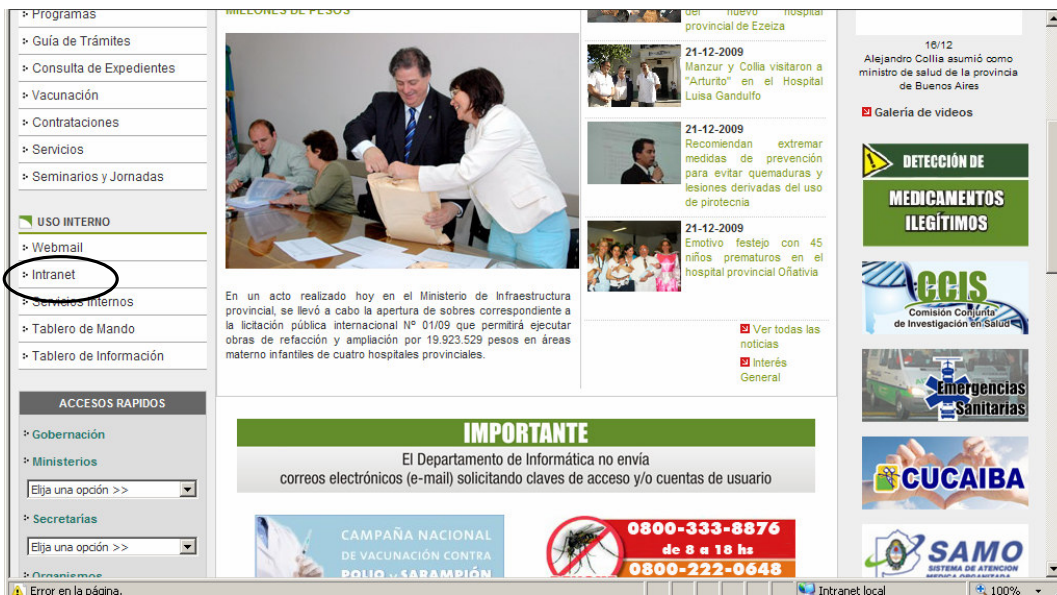 Programas
Guía de Trámites
Consulta de Expedientes
Vacunación
Contrataciones
Servicios
Seminarios y Jornadas
USO INTERNO
Webmail
Intranet
Servicios Internos
Tablero de Mando
Tablero de Información
ACCESOS RAPIDOS
Gobernación
Ministerios
Elija una opción >>
Secretarías
Elija una opción >>
Organismos
MILLONES DE PESOS
En un acto realizado hoy en el Ministerio de Infraestructura
provincial, se llevó a cabo la apertura de sobres correspondiente a
la licitación pública internacional Nº 01/09 que permitirá ejecutar
obras de refacción y ampliación por 19.923.529 pesos en áreas
materno infantiles de cuatro hospitales provinciales.
del nuevo hospital
provincial de Ezeiza
21-12-2009
Manzur y Collia visitaron a
"Arturito" en el Hospital
Luisa Gandulfo
21-12-2009
Recomiendan extremar
medidas de prevención
para evitar quemaduras y
lesiones derivadas del uso
de pirotecnia
21-12-2009
Emotivo festejo con 45
niños prematuros en el
hospital provincial Oñativia
Ver todas las
noticias
Interés
General
IMPORTANTE
El Departamento de Informática no envía
correos electrónicos (e-mail) solicitando claves de acceso y/o cuentas de usuario
CAMPAÑA NACIONAL
DE VACUNACIÓN CONTRA
POLIO y SARAMPIÓN
0800-333-8876
de 8 a 18 hs
0800-222-0648
16/12
Alejandro Collia asumió como
ministro de salud de la provincia
de Buenos Aires
Galería de videos
DETECCIÓN DE
MEDICAMENTOS
ILEGÍTIMOS
CCIS
Comisión Conjunta
de Investigación en Salud
Emergencias
Sanitarias
CUCAIBA
SAMO
SISTEMA DE ATENCION
MEDICA ORGANIZADA
Error en la página.
Intranet local
100%